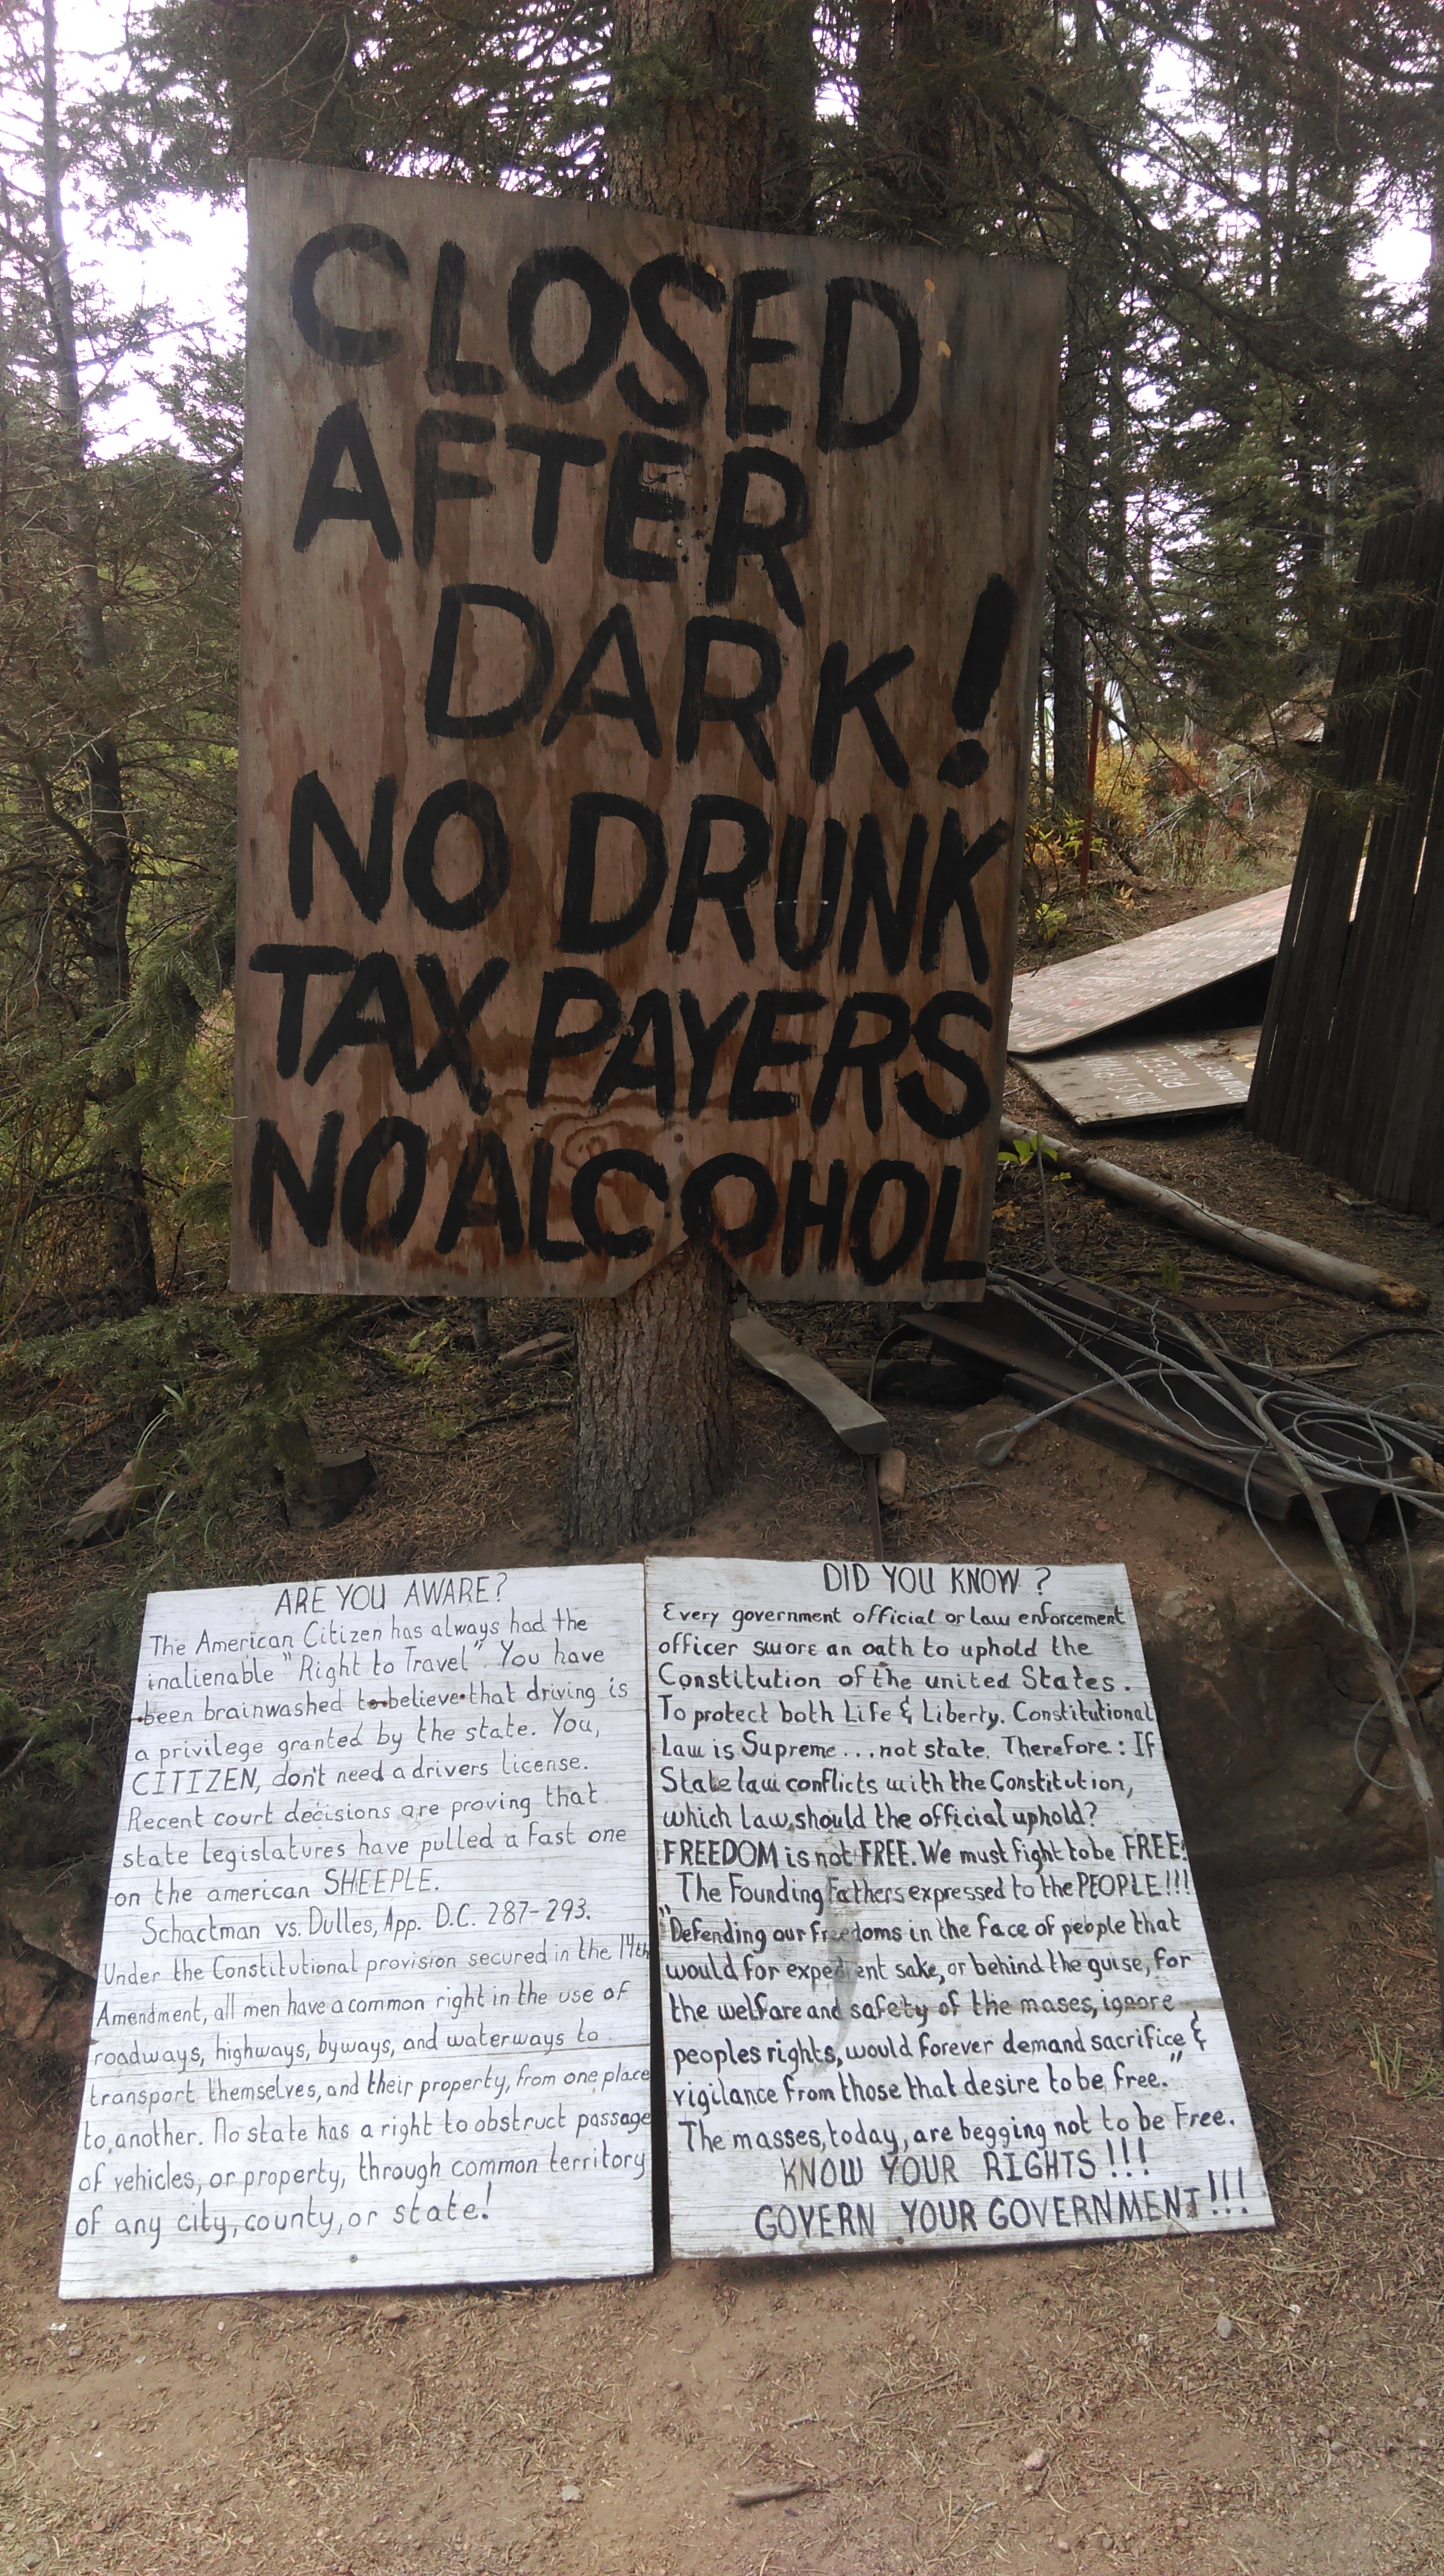 CLOSED
AFTER
DARK!
NO DRUNK
TAX PAYERS
NO ALCOHOL
ARE YOU AWARE?
The American Citizen has always had the
inalienable "Right to Travel". You have
been brainwashed to believe that driving is
a privilege granted by the state. You,
CITIZEN, don't need a drivers license.
Recent court decisions are proving that
state legislatures have pulled a fast one
on the american SHEEPLE.
Schactman vs. Dulles, App. D.C. 287-293.
Under the Constitutional provision secured in the 14th
Amendment, all men have a common right in the use of
roadways, highways, byways, and waterways to
transport themselves, and their property, from one place
to, another. No state has a right to obstruct passage
of vehicles, or property, through common territory
of any city, county, or state!
DID YOU KNOW?
Every government official or law enforcement
officer swore an oath to uphold the
Constitution of the united States.
To protect both Life & Liberty. Constitutional
Law is Supreme...not state. Therefore: If
State law conflicts with the Constitution,
which law, should the official uphold?
FREEDOM is not FREE. We must fight to be FREE!
The Founding Fathers expressed to the PEOPLE!!!
"Defending our freedoms in the face of people that
would for expedient sake, or behind the guise, for
the welfare and safety of the mases, ignore
peoples rights, would forever demand sacrifice &
vigilance from those that desire to be free."
The masses, today, are begging not to be Free.
KNOW YOUR RIGHTS!!!
GOVERN YOUR GOVERNMENT!!!